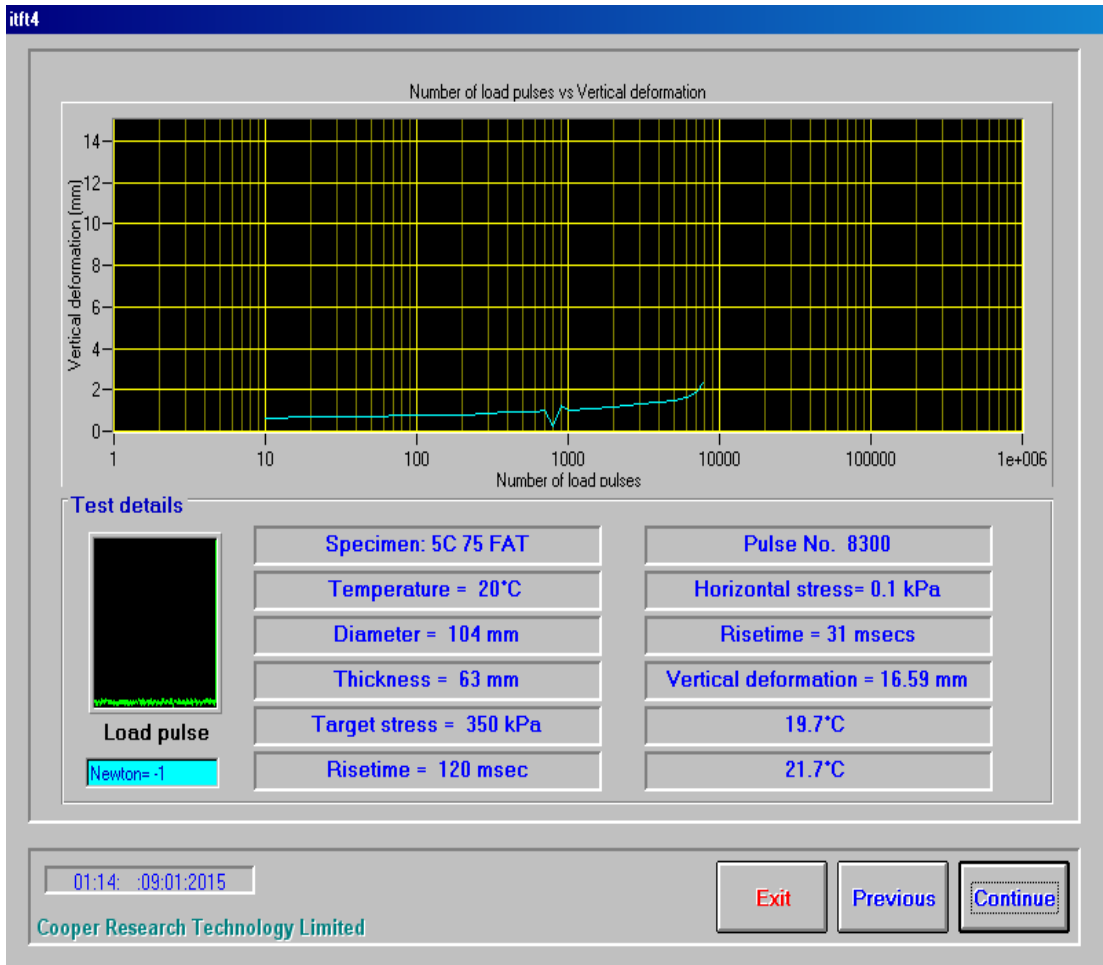 itft4
Number of load pulses vs Vertical deformation
Vertical deformation (mm)
14
12
10
8
6
4
2
0
1 10 100 1000 10000 100000 1e+006
Number of load pulses
Test details
Load pulse
Newton= -1
Specimen: 5C 75 FAT
Temperature = 20°C
Diameter = 104 mm
Thickness = 63 mm
Target stress = 350 kPa
Risetime = 120 msec
Pulse No. 8300
Horizontal stress= 0.1 kPa
Risetime = 31 msecs
Vertical deformation = 16.59 mm
19.7°C
21.7°C
01:14: :09:01:2015
Cooper Research Technology Limited
Exit Previous Continue